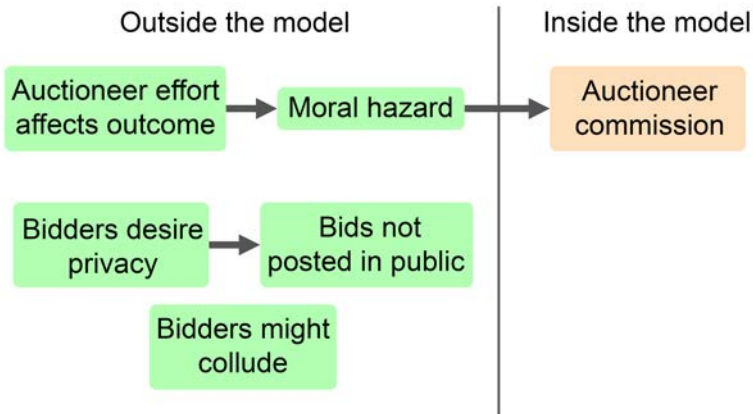 Outside the model
Inside the model
Auctioneer effort
affects outcome
Moral hazard
Auctioneer
commission
Bidders desire
privacy
Bids not
posted in public
Bidders might
collude